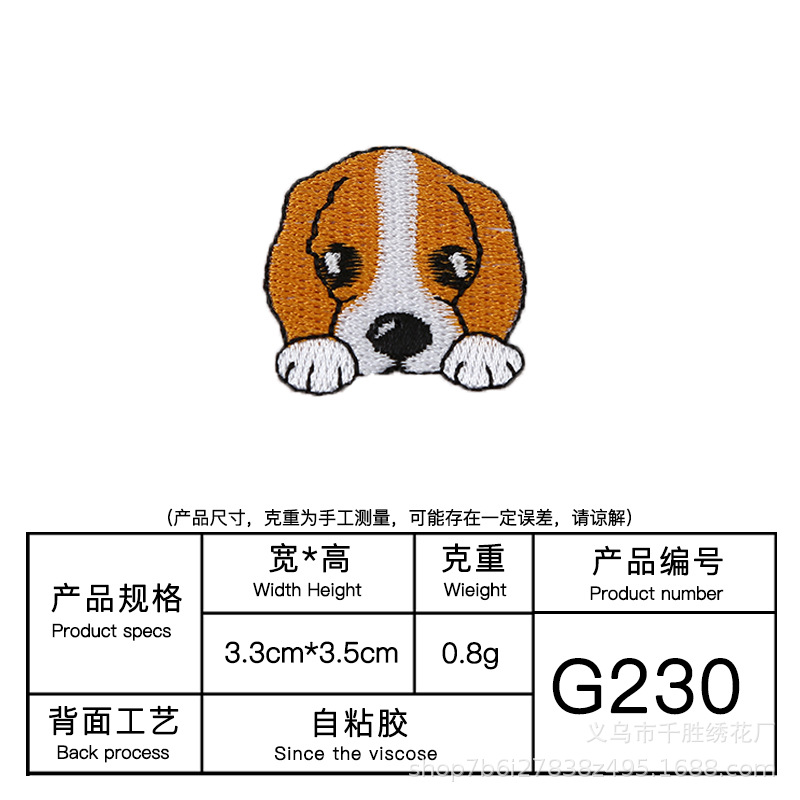 （产品尺寸，克重为手工测量，可能存在一定误差，请谅解）
产品规格
Product specs
宽*高
Width Height
克重
Wieight
产品编号
Product number
3.3cm*3.5cm
0.8g
G230
义乌市千胜绣花厂
背面工艺
Back process
自粘胶
Since the viscose
shop7b6i27838z495.1688.com